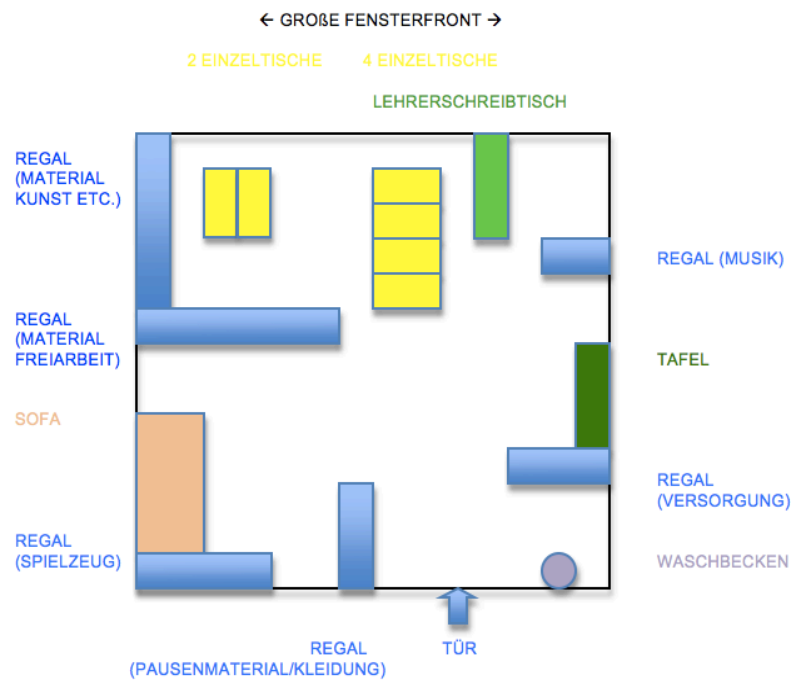 ← GROßE FENSTERFRONT →
2 EINZELTISCHE 4 EINZELTISCHE
LEHRERSCHREIBTISCH
REGAL
(MATERIAL
KUNST ETC.)
REGAL (MUSIK)
REGAL
(MATERIAL
FREIARBEIT)
TAFEL
SOFA
REGAL
(VERSORGUNG)
REGAL
(SPIELZEUG)
WASCHBECKEN
REGAL
(PAUSENMATERIAL/KLEIDUNG)
TÜR